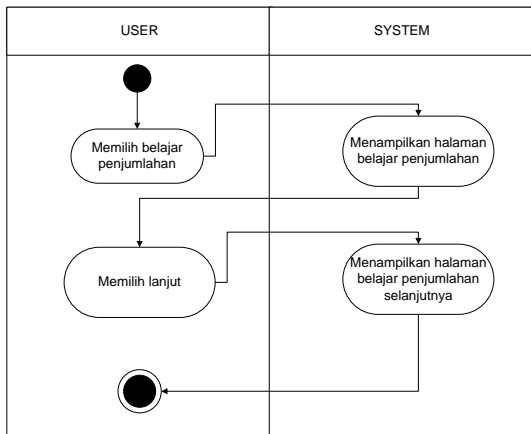 USER
SYSTEM
Memilih belajar
penjumlahan
Menampilkan halaman
belajar penjumlahan
Memilih lanjut
Menampilkan halaman
belajar penjumlahan
selanjutnya